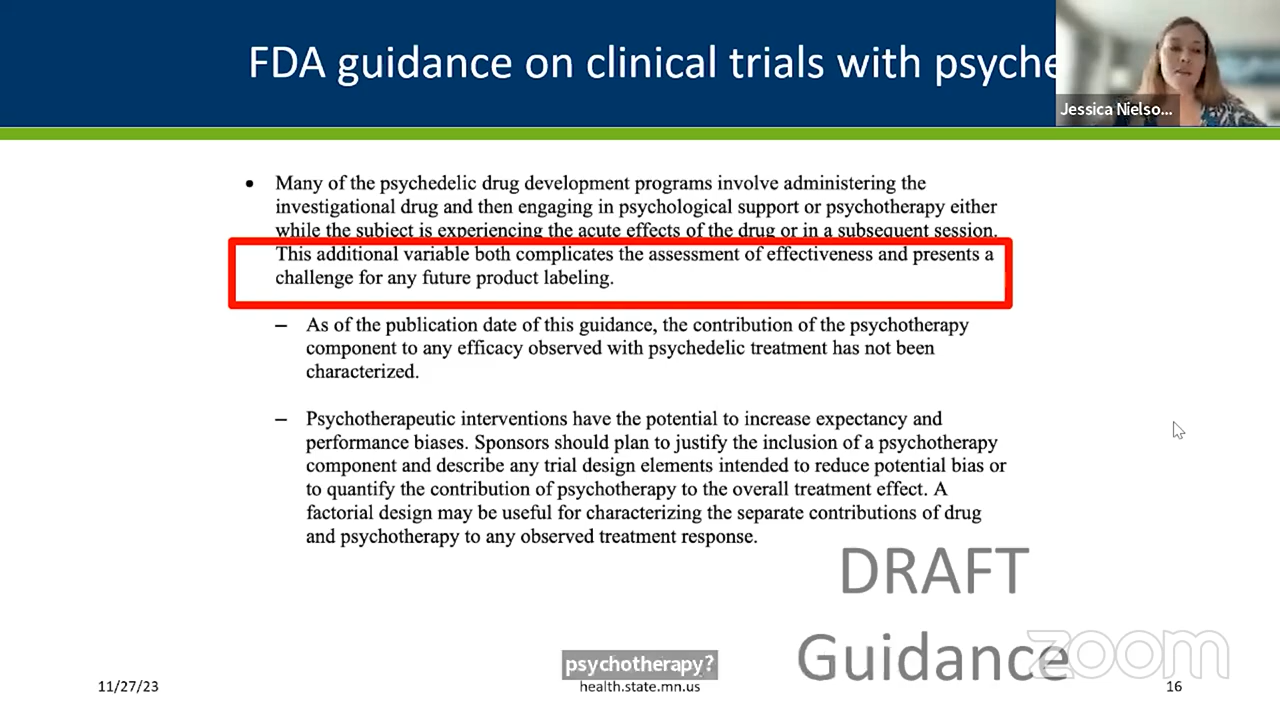 FDA guidance on clinical trials with psyche
Jessica Nielso...
• Many of the psychedelic drug development programs involve administering the
investigational drug and then engaging in psychological support or psychotherapy either
while the subject is experiencing the acute effects of the drug or in a subsequent session.
This additional variable both complicates the assessment of effectiveness and presents a
challenge for any future product labeling.
– As of the publication date of this guidance, the contribution of the psychotherapy
component to any efficacy observed with psychedelic treatment has not been
characterized.
– Psychotherapeutic interventions have the potential to increase expectancy and
performance biases. Sponsors should plan to justify the inclusion of a psychotherapy
component and describe any trial design elements intended to reduce potential bias or
to quantify the contribution of psychotherapy to the overall treatment effect. A
factorial design may be useful for characterizing the separate contributions of drug
and psychotherapy to any observed treatment response.
DRAFT
Guidance
zoom
psychotherapy?
11/27/23
health.state.mn.us
16